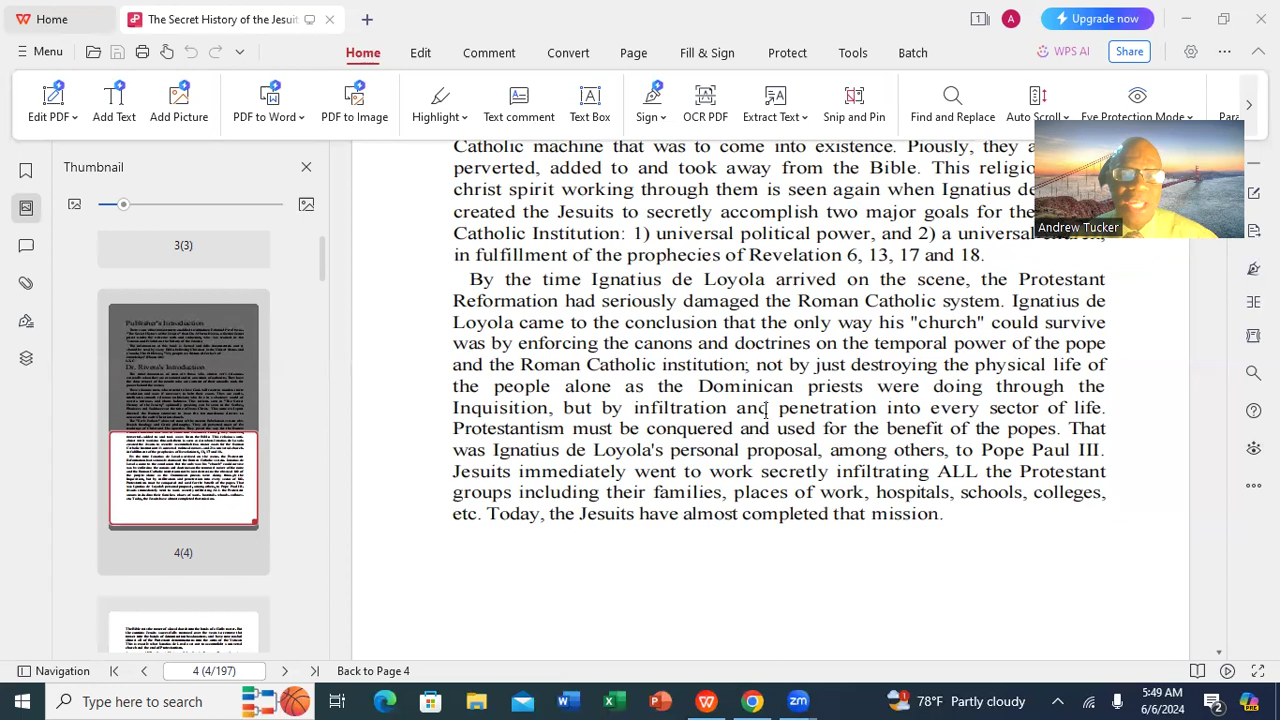 Home
The Secret History of the Jesuit
1
A
Upgrade now
Menu
Home
Edit
Comment
Convert
Page
Fill & Sign
Protect
Tools
Batch
WPS AI
Share
Edit PDF
Add Text
Add Picture
PDF to Word
PDF to Image
Highlight
Text comment
Text Box
Sign
OCR PDF
Extract Text
Snip and Pin
Find and Replace
Auto Scroll
Eye Protection Mode
Para
Thumbnail
3(3)
Publisher's Introduction
Dr. Rivera's Introduction
4(4)
Catholic machine that was to come into existence. Piously, they a
perverted, added to and took away from the Bible. This religio
christ spirit working through them is seen again when Ignatius de
created the Jesuits to secretly accomplish two major goals for the
Catholic Institution: 1) universal political power, and 2) a universal
in fulfillment of the prophecies of Revelation 6, 13, 17 and 18.
By the time Ignatius de Loyola arrived on the scene, the Protestant
Reformation had seriously damaged the Roman Catholic system. Ignatius de
Loyola came to the conclusion that the only way his "church" could survive
was by enforcing the canons and doctrines on the temporal power of the pope
and the Roman Catholic institution; not by just destroying the physical life of
the people alone as the Dominican priests were doing through the
Inquisition, but by infiltration and penetration into every sector of life.
Protestantism must be conquered and used for the benefit of the popes. That
was Ignatius de Loyola's personal proposal, among others, to Pope Paul III.
Jesuits immediately went to work secretly infiltrating ALL the Protestant
groups including their families, places of work, hospitals, schools, colleges,
etc. Today, the Jesuits have almost completed that mission.
Andrew Tucker
Navigation
4 (4/197)
Back to Page 4
Type here to search
78°F Partly cloudy
5:49 AM
6/6/2024
2